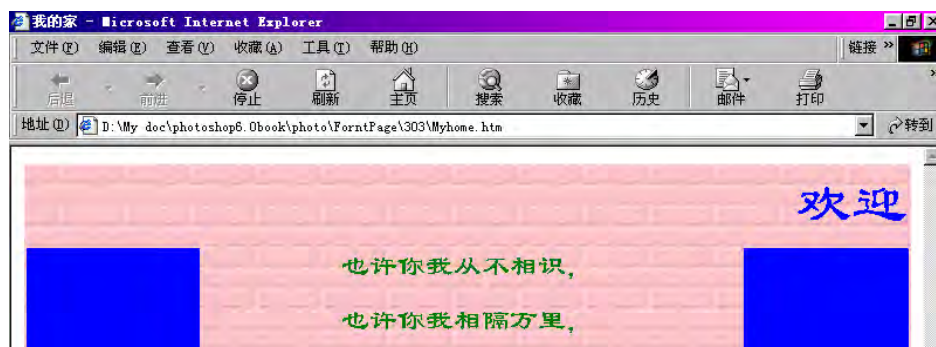 我的家 - Microsoft Internet Explorer
文件(F) 编辑(E) 查看(V) 收藏(A) 工具(T) 帮助(H) 链接 »
后退 前进 停止 刷新 主页 搜索 收藏 历史 邮件 打印 »
地址(D) D:\My doc\photoshop6.0book\photo\ForntPage\303\Myhome.htm 转到
欢迎
也许你我从不相识,
也许你我相隔万里,